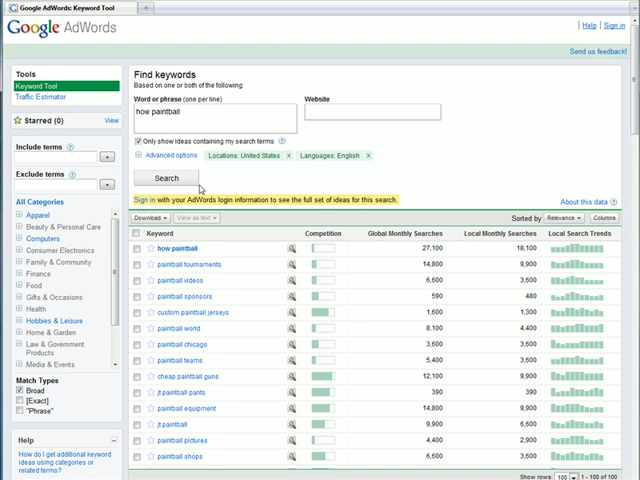 Google AdWords: Keyword Tool
Google AdWords
Help | Sign in
Send us feedback!
Tools
Keyword Tool
Traffic Estimator
Starred (0) View
Include terms
Exclude terms
All Categories
Apparel
Beauty & Personal Care
Computers
Consumer Electronics
Family & Community
Finance
Food
Gifts & Occasions
Health
Hobbies & Leisure
Home & Garden
Law & Government
Products
Media & Events
Match Types
Broad
[Exact]
"Phrase"
Help
How do I get additional keyword
ideas using categories or
related terms?
Find keywords
Based on one or both of the following:
Word or phrase (one per line) Website
how paintball
Only show ideas containing my search terms
Advanced options Locations: United States X Languages: English X
Search
Sign in with your AdWords login information to see the full set of ideas for this search.
About this data
Download View as text Sorted by Relevance Columns
Keyword Competition Global Monthly Searches Local Monthly Searches Local Search Trends
how paintball 27,100 18,100
paintball tournaments 14,800 9,900
paintball videos 6,600 3,600
paintball sponsors 590 480
custom paintball jerseys 1,600 1,300
paintball world 8,100 4,400
paintball chicago 3,600 3,600
paintball teams 5,400 3,600
cheap paintball guns 12,100 9,900
jt paintball pants 390 390
paintball equipment 14,800 9,900
jt paintball 9,900 6,600
paintball pictures 4,400 2,900
paintball shops 3,600 3,600
Show rows: 100 1 - 100 of 100